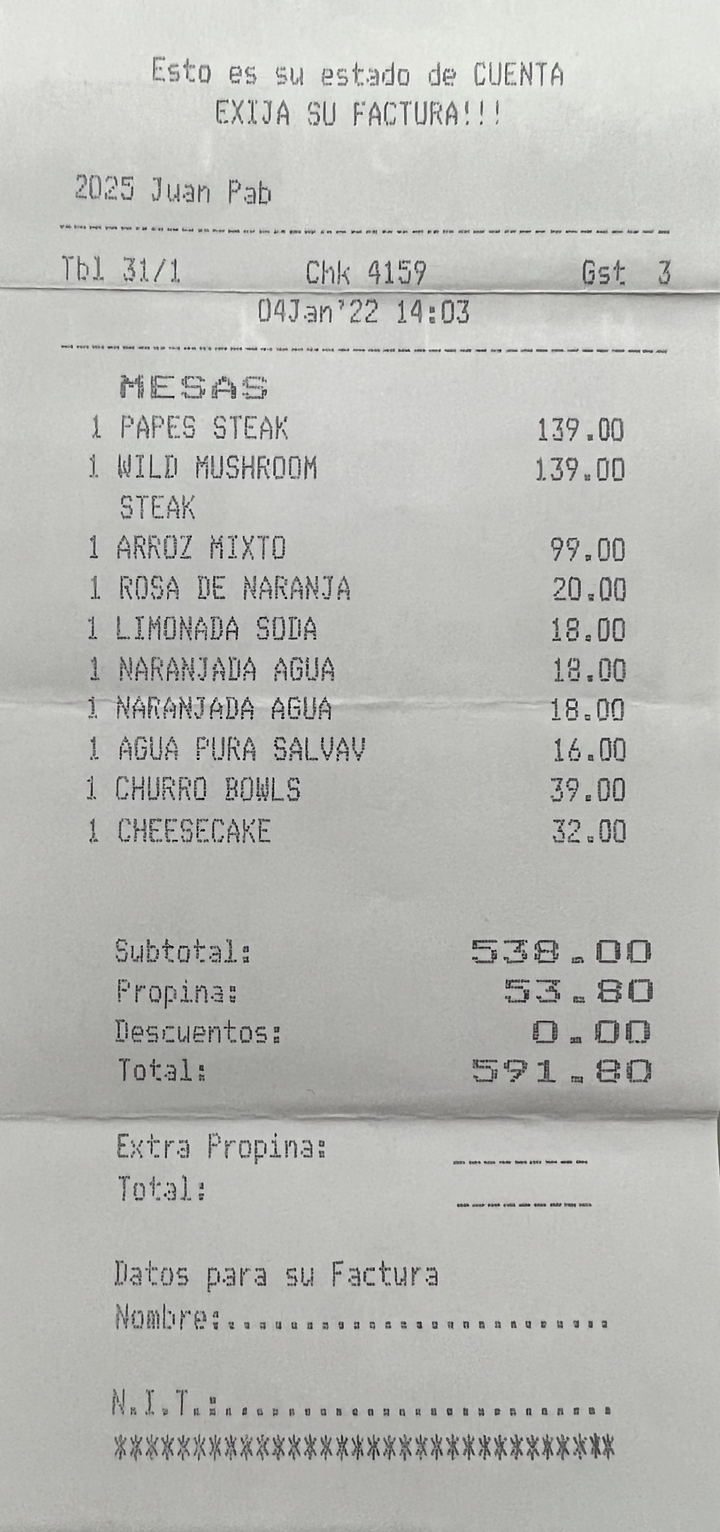 Esto es su estado de CUENTA
EXIJA SU FACTURA!!!
2025 Juan Pab
Tbl 31/1 Chk 4159 Gst 3
04Jan'22 14:03
MESAS
1 PAPES STEAK 139.00
1 WILD MUSHROOM 139.00
STEAK
1 ARROZ MIXTO 99.00
1 ROSA DE NARANJA 20.00
1 LIMONADA SODA 18.00
1 NARANJADA AGUA 18.00
1 NARANJADA AGUA 18.00
1 AGUA PURA SALVAV 16.00
1 CHURRO BOWLS 39.00
1 CHEESECAKE 32.00
Subtotal: 538.00
Propina: 53.80
Descuentos: 0.00
Total: 591.80
Extra Propina: _________
Total: _________
Datos para su Factura
Nombre:.........................
N.I.T.:.........................
********************************